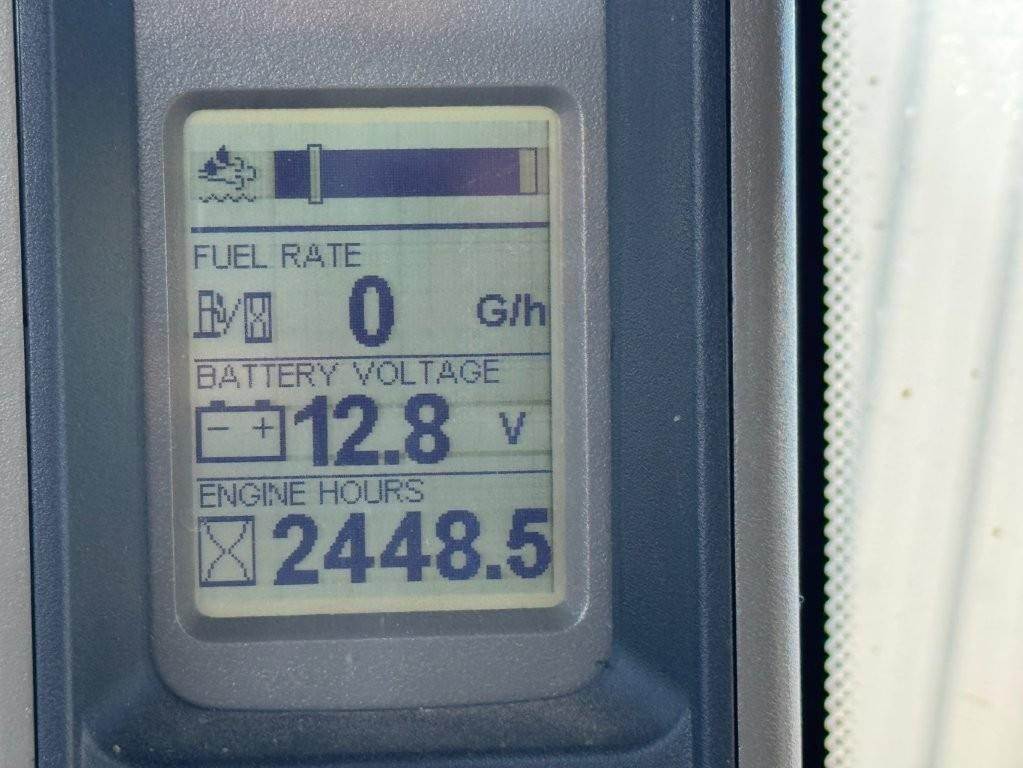 FUEL RATE
0 G/h
BATTERY VOLTAGE
- + 12.8 V
ENGINE HOURS
2448.5